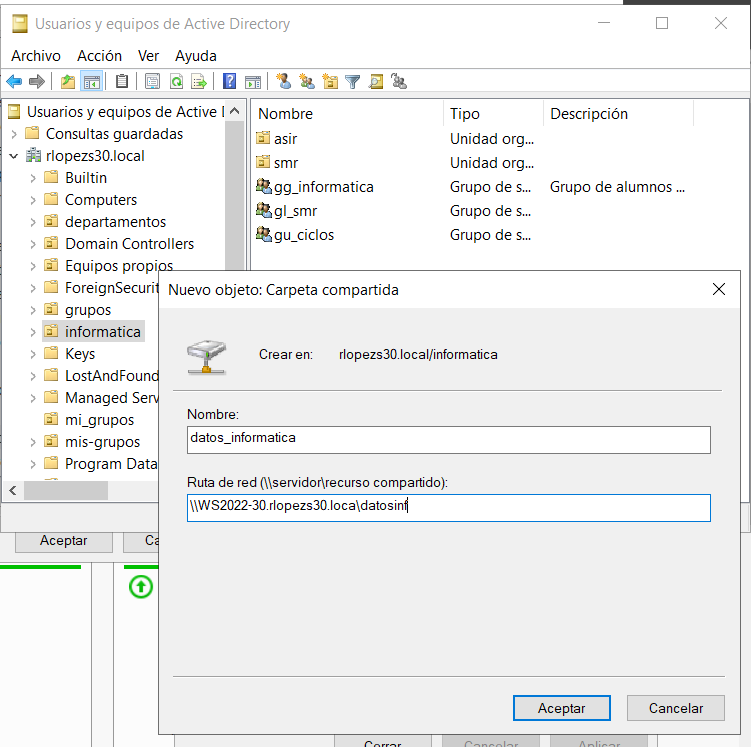 Usuarios y equipos de Active Directory
Archivo Acción Ver Ayuda
Usuarios y equipos de Active I
Consultas guardadas
rlopezs30.local
Builtin
Computers
departamentos
Domain Controllers
Equipos propios
ForeignSecurit
grupos
informatica
Keys
LostAndFound
Managed Serv
mi_grupos
mis-grupos
Program Data
Nombre Tipo Descripción
asir Unidad org...
smr Unidad org...
gg_informatica Grupo de s... Grupo de alumnos ...
gl_smr Grupo de s...
gu_ciclos Grupo de s...
Nuevo objeto: Carpeta compartida
Crear en: rlopezs30.local/informatica
Nombre:
datos_informatica
Ruta de red (\\servidor\recurso compartido):
\\WS2022-30.rlopezs30.loca\datosinf
Aceptar Cancelar
Aceptar Ca
Cerrar Cancelar Aplicar